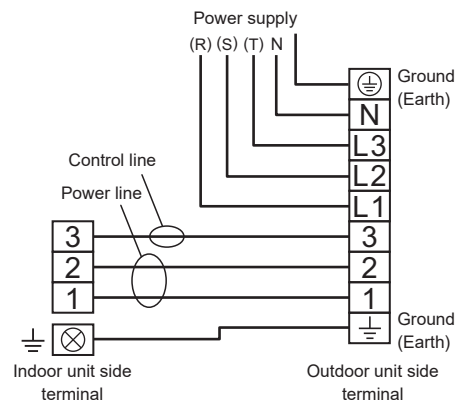 Power supply
(R) (S) (T) N
Ground
(Earth)
N
L3
L2
L1
Control line
Power line
3
2
1
3
2
1
Ground
(Earth)
Indoor unit side
terminal
Outdoor unit side
terminal